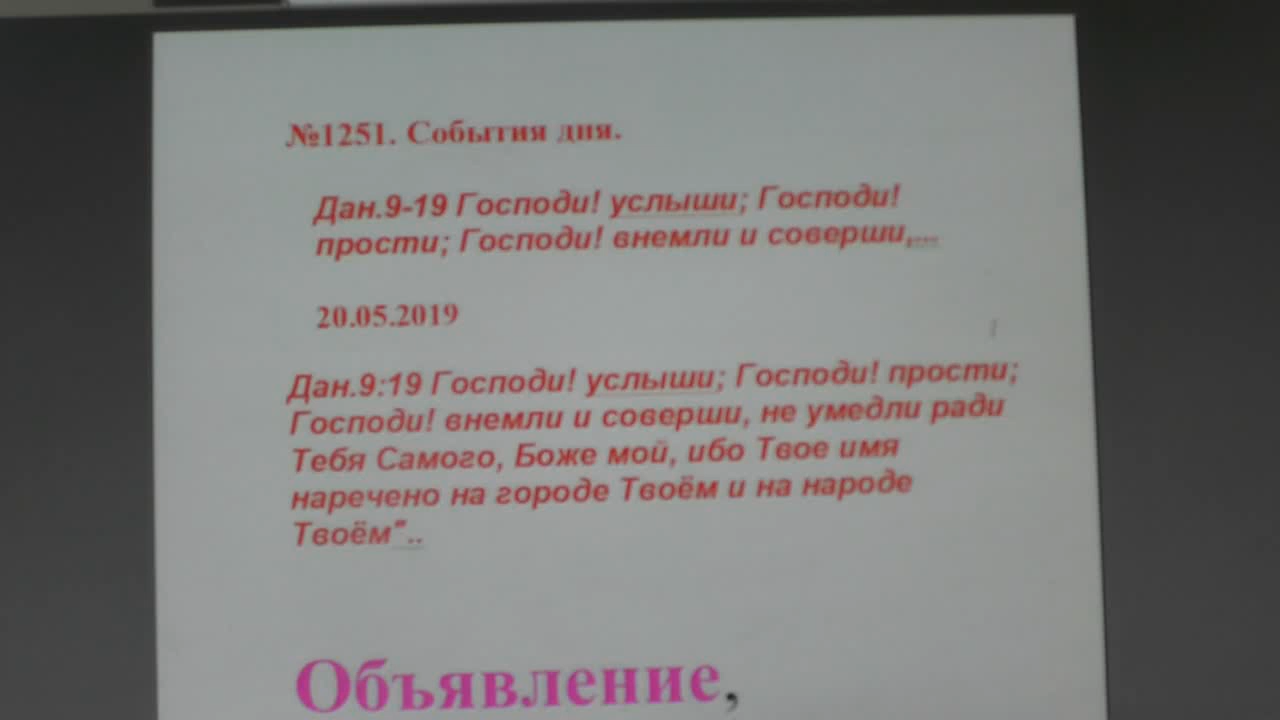 №1251. События дня.
Дан.9-19 Господи! услыши; Господи!
прости; Господи! внемли и соверши,...
20.05.2019
Дан.9:19 Господи! услыши; Господи! прости;
Господи! внемли и соверши, не умедли ради
Тебя Самого, Боже мой, ибо Твое имя
наречено на городе Твоём и на народе
Твоём"..
Объявление,